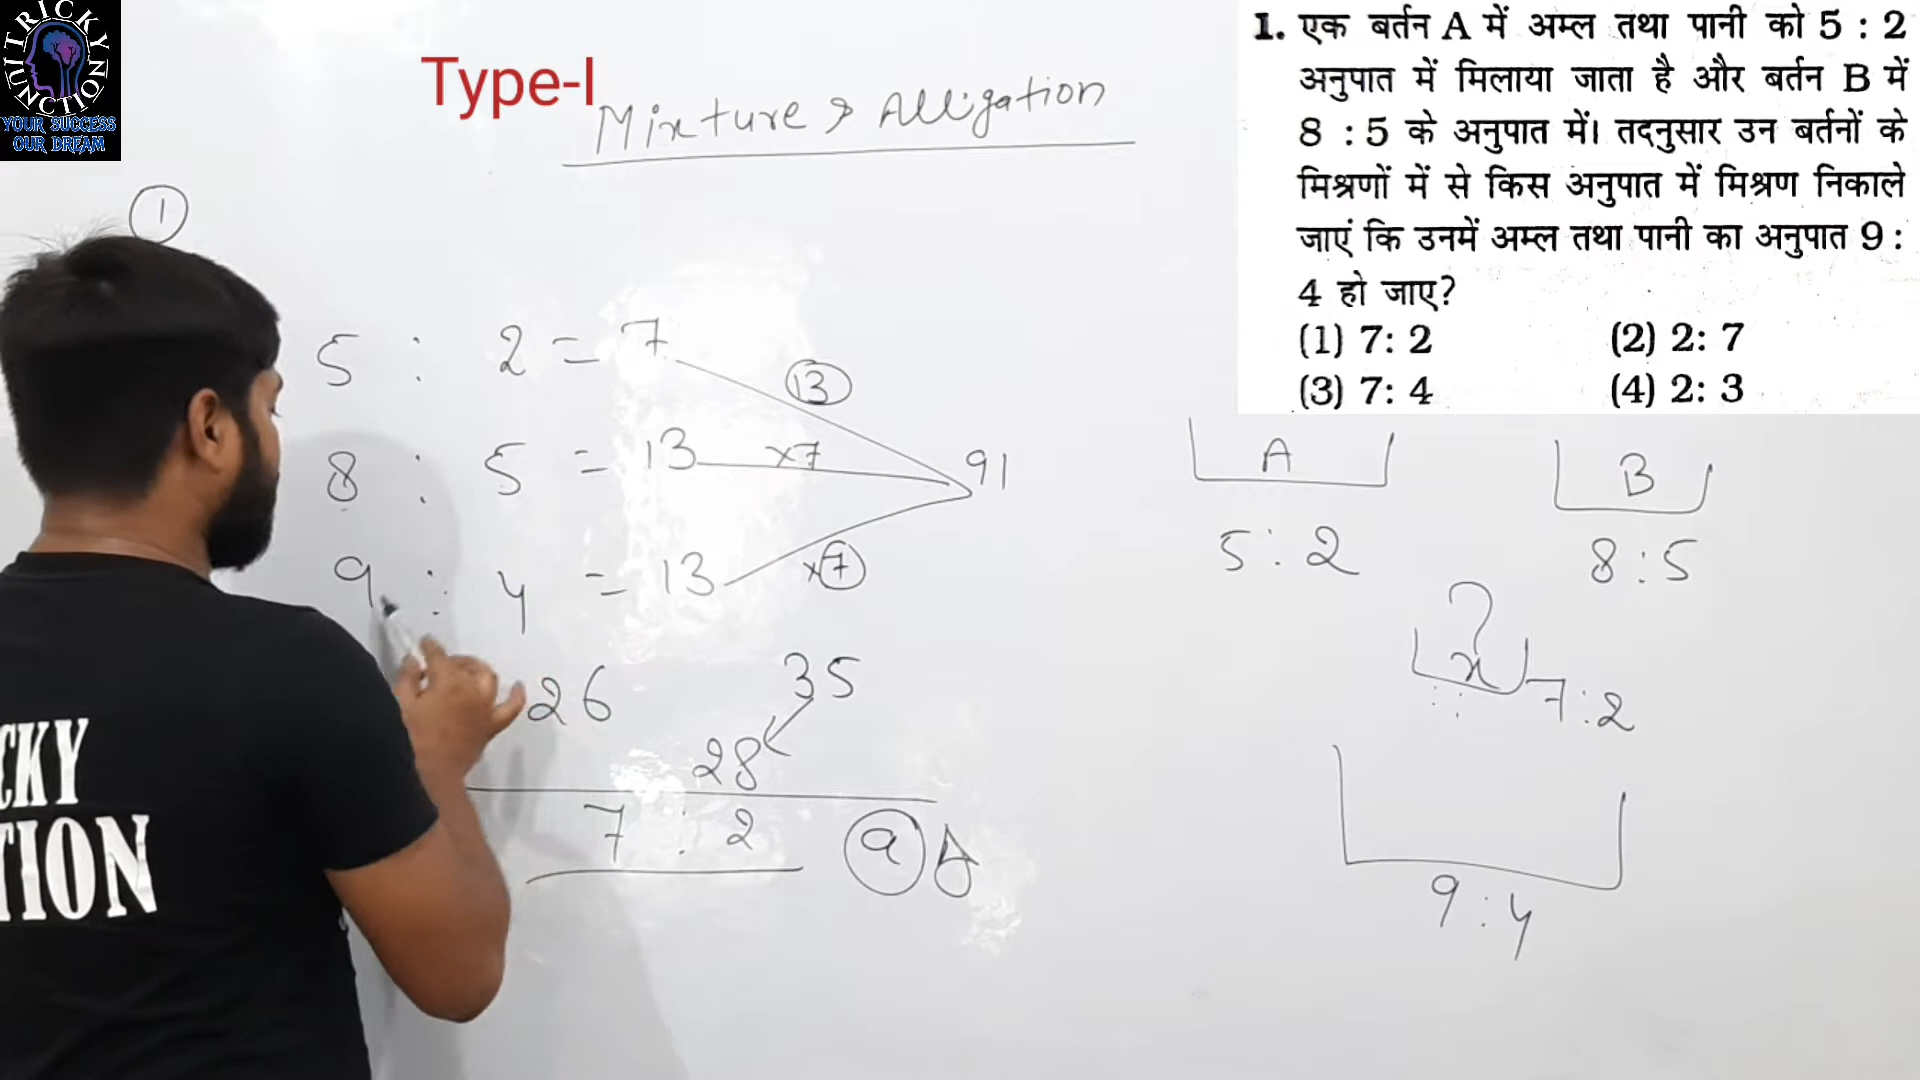 TRICKY
JUNCTION
YOUR SUCCESS
OUR DREAM
Type-I
Mixture & Alligation
1. एक बर्तन A में अम्ल तथा पानी को 5 : 2
अनुपात में मिलाया जाता है और बर्तन B में
8 : 5 के अनुपात में। तदनुसार उन बर्तनों के
मिश्रणों में से किस अनुपात में मिश्रण निकाले
जाएं कि उनमें अम्ल तथा पानी का अनुपात 9 :
4 हो जाए?
(1) 7: 2 (2) 2: 7
(3) 7: 4 (4) 2: 3
1
5 : 2 = 7
13
8 : 5 = 13 x7 91
9 : 4 = 13 x7
26 35
28
7 : 2 a A
A B
5 : 2 8 : 5
?
x 7 : 2
9 : 4
CKY
TION